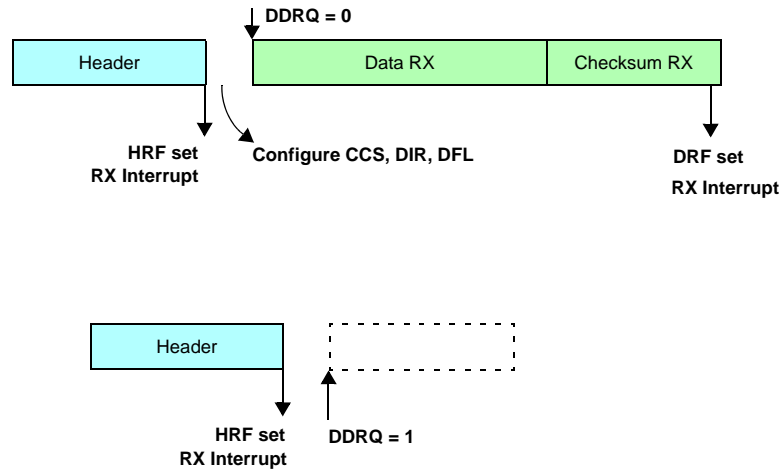 DDRQ = 0
Header
Data RX
Checksum RX
HRF set
RX Interrupt
Configure CCS, DIR, DFL
DRF set
RX Interrupt
Header
HRF set
RX Interrupt
DDRQ = 1